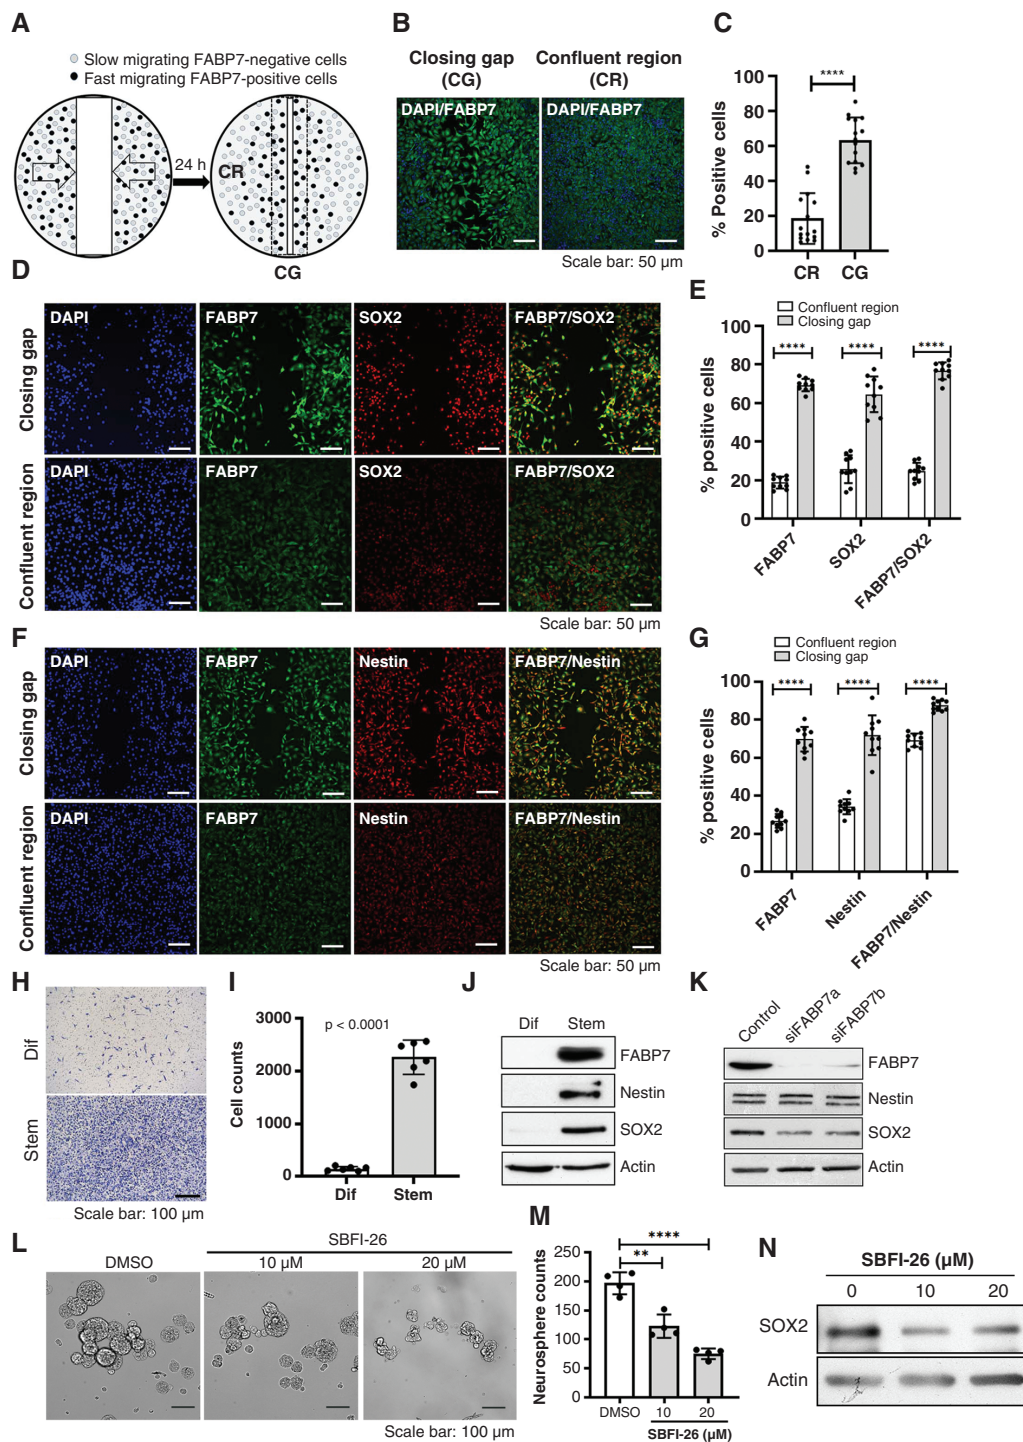 A
Slow migrating FABP7-negative cells
Fast migrating FABP7-positive cells
24 h
CR
CG
B
Closing gap
(CG)
Confluent region
(CR)
DAPI/FABP7
DAPI/FABP7
Scale bar: 50 µm
C
% Positive cells
100
80
60
40
20
0
****
CR
CG
D
Closing gap
DAPI
FABP7
SOX2
FABP7/SOX2
Confluent region
DAPI
FABP7
SOX2
FABP7/SOX2
Scale bar: 50 µm
E
Confluent region
Closing gap
% positive cells
100
80
60
40
20
0
****
****
****
FABP7
SOX2
FABP7/SOX2
F
Closing gap
DAPI
FABP7
Nestin
FABP7/Nestin
Confluent region
DAPI
FABP7
Nestin
FABP7/Nestin
Scale bar: 50 µm
G
Confluent region
Closing gap
% positive cells
100
80
60
40
20
0
****
****
****
FABP7
Nestin
FABP7/Nestin
H
Dif
Stem
Scale bar: 100 µm
I
Cell counts
3000
2000
1000
0
p < 0.0001
Dif
Stem
J
Dif
Stem
FABP7
Nestin
SOX2
Actin
K
Control
siFABP7a
siFABP7b
FABP7
Nestin
SOX2
Actin
L
SBFI-26
DMSO
10 µM
20 µM
Scale bar: 100 µm
M
Neurosphere counts
250
200
150
100
50
0
****
**
DMSO
10
20
SBFI-26 (µM)
N
SBFI-26 (µM)
0
10
20
SOX2
Actin